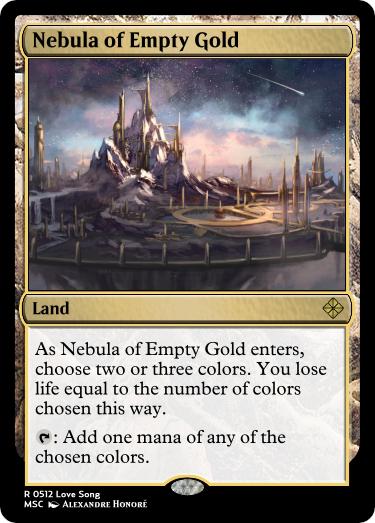 Nebula of Empty Gold
Land
As Nebula of Empty Gold enters,
choose two or three colors. You lose
life equal to the number of colors
chosen this way.
: Add one mana of any of the
chosen colors.
R 0512 Love Song
MSC Alexandre Honoré